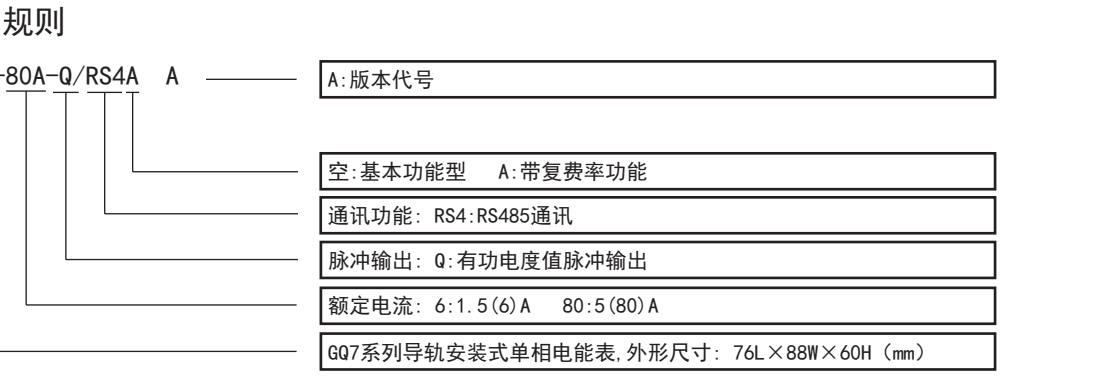 规则
-80A-Q/RS4A A
A:版本代号
空:基本功能型 A:带复费率功能
通讯功能: RS4:RS485通讯
脉冲输出: Q:有功电度值脉冲输出
额定电流: 6:1.5(6)A 80:5(80)A
GQ7系列导轨安装式单相电能表,外形尺寸: 76L×88W×60H (mm)